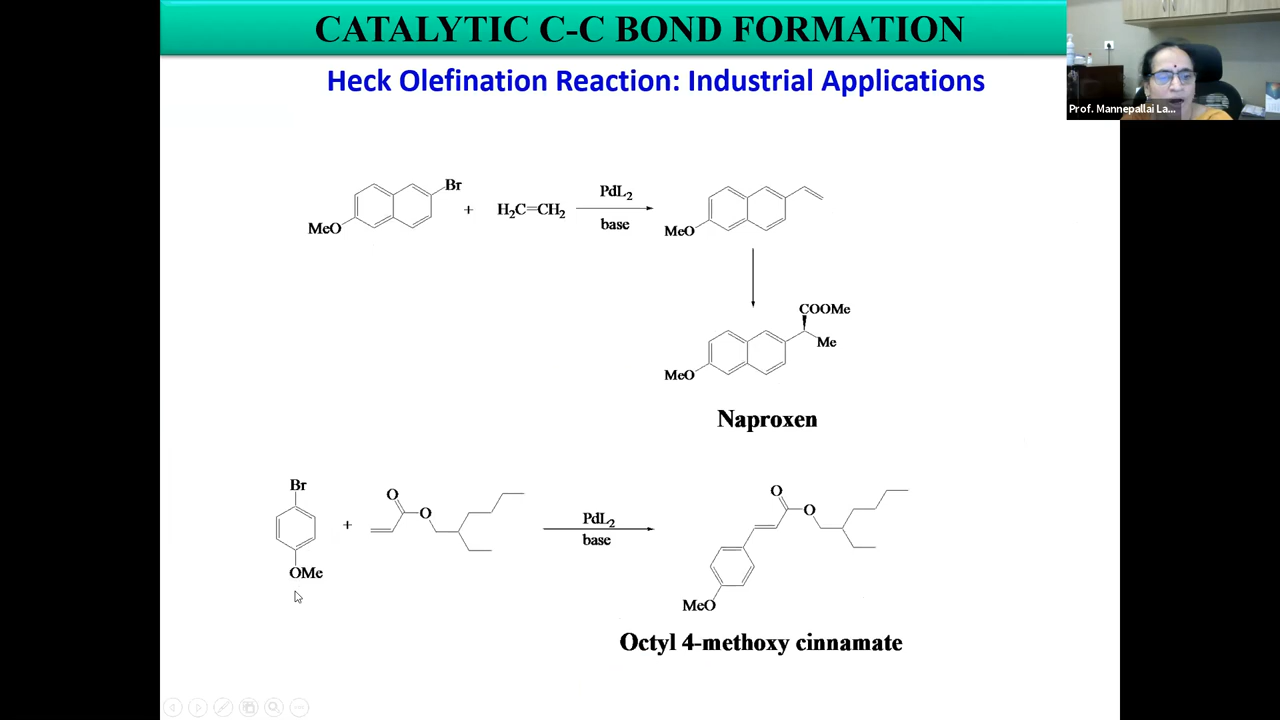 CATALYTIC C-C BOND FORMATION
Heck Olefination Reaction: Industrial Applications
Prof. Mannepallai La...
Br
MeO
+
H₂C=CH₂
PdL₂
base
MeO
COOMe
Me
MeO
Naproxen
Br
OMe
+
O
O
PdL₂
base
O
O
MeO
Octyl 4-methoxy cinnamate